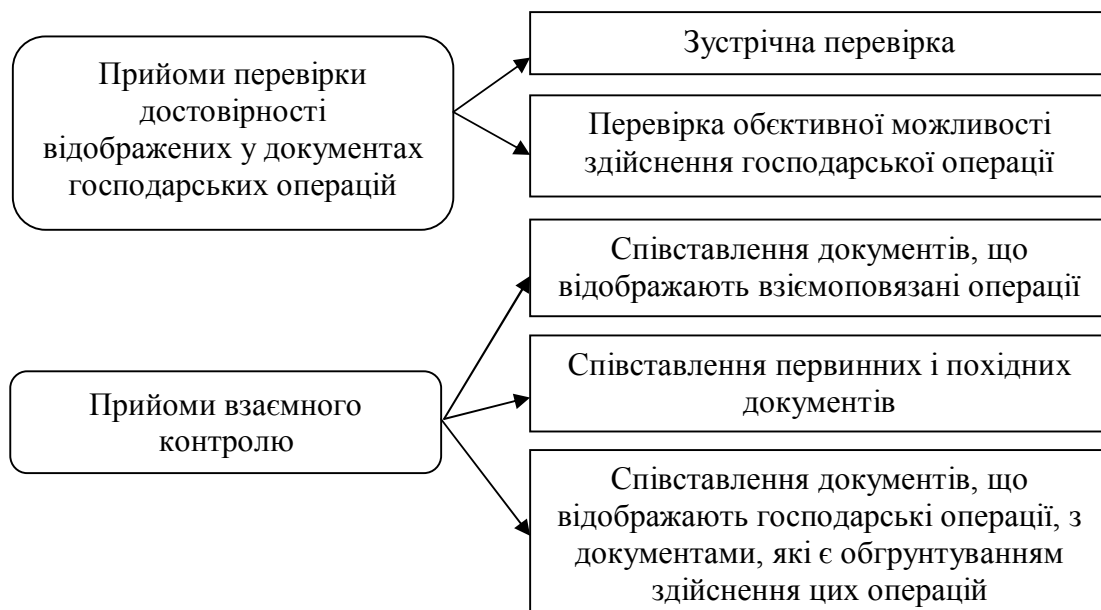 Прийоми перевірки
достовірності
відображених у документах
господарських операцій
Зустрічна перевірка
Перевірка обєктивної можливості
здійснення господарської операції
Прийоми взаємного
контролю
Співставлення документів, що
відображають взіємоповязані операції
Співставлення первинних і похідних
документів
Співставлення документів, що
відображають господарські операції, з
документами, які є обгрунтуванням
здійснення цих операцій